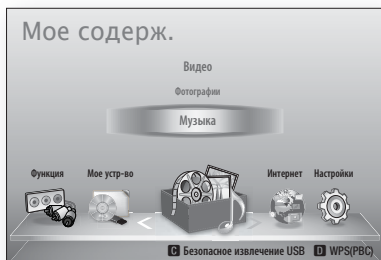 Мое содерж.
Видео
Фотографии
Музыка
Функция Мое устр-во Интернет Настройки
C Безопасное извлечение USB D WPS(PBC)